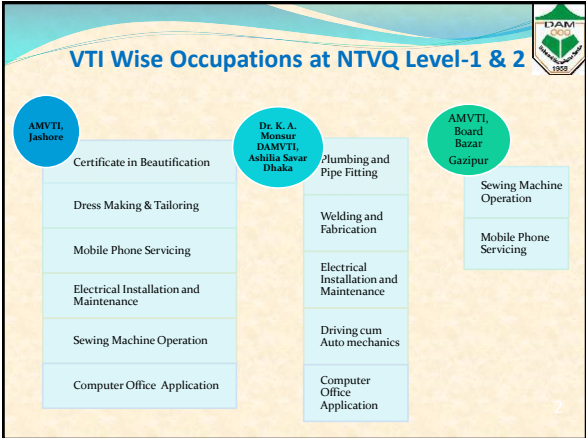 VTI Wise Occupations at NTVQ Level-1 & 2
DAM
1958
AMVTI,
Jashore
Certificate in Beautification
Dress Making & Tailoring
Mobile Phone Servicing
Electrical Installation and
Maintenance
Sewing Machine Operation
Computer Office Application
Dr. K. A.
Monsur
DAMVTI,
Ashilia Savar
Dhaka
Plumbing and
Pipe Fitting
Welding and
Fabrication
Electrical
Installation and
Maintenance
Driving cum
Auto mechanics
Computer
Office
Application
AMVTI,
Board
Bazar
Gazipur
Sewing Machine
Operation
Mobile Phone
Servicing
2